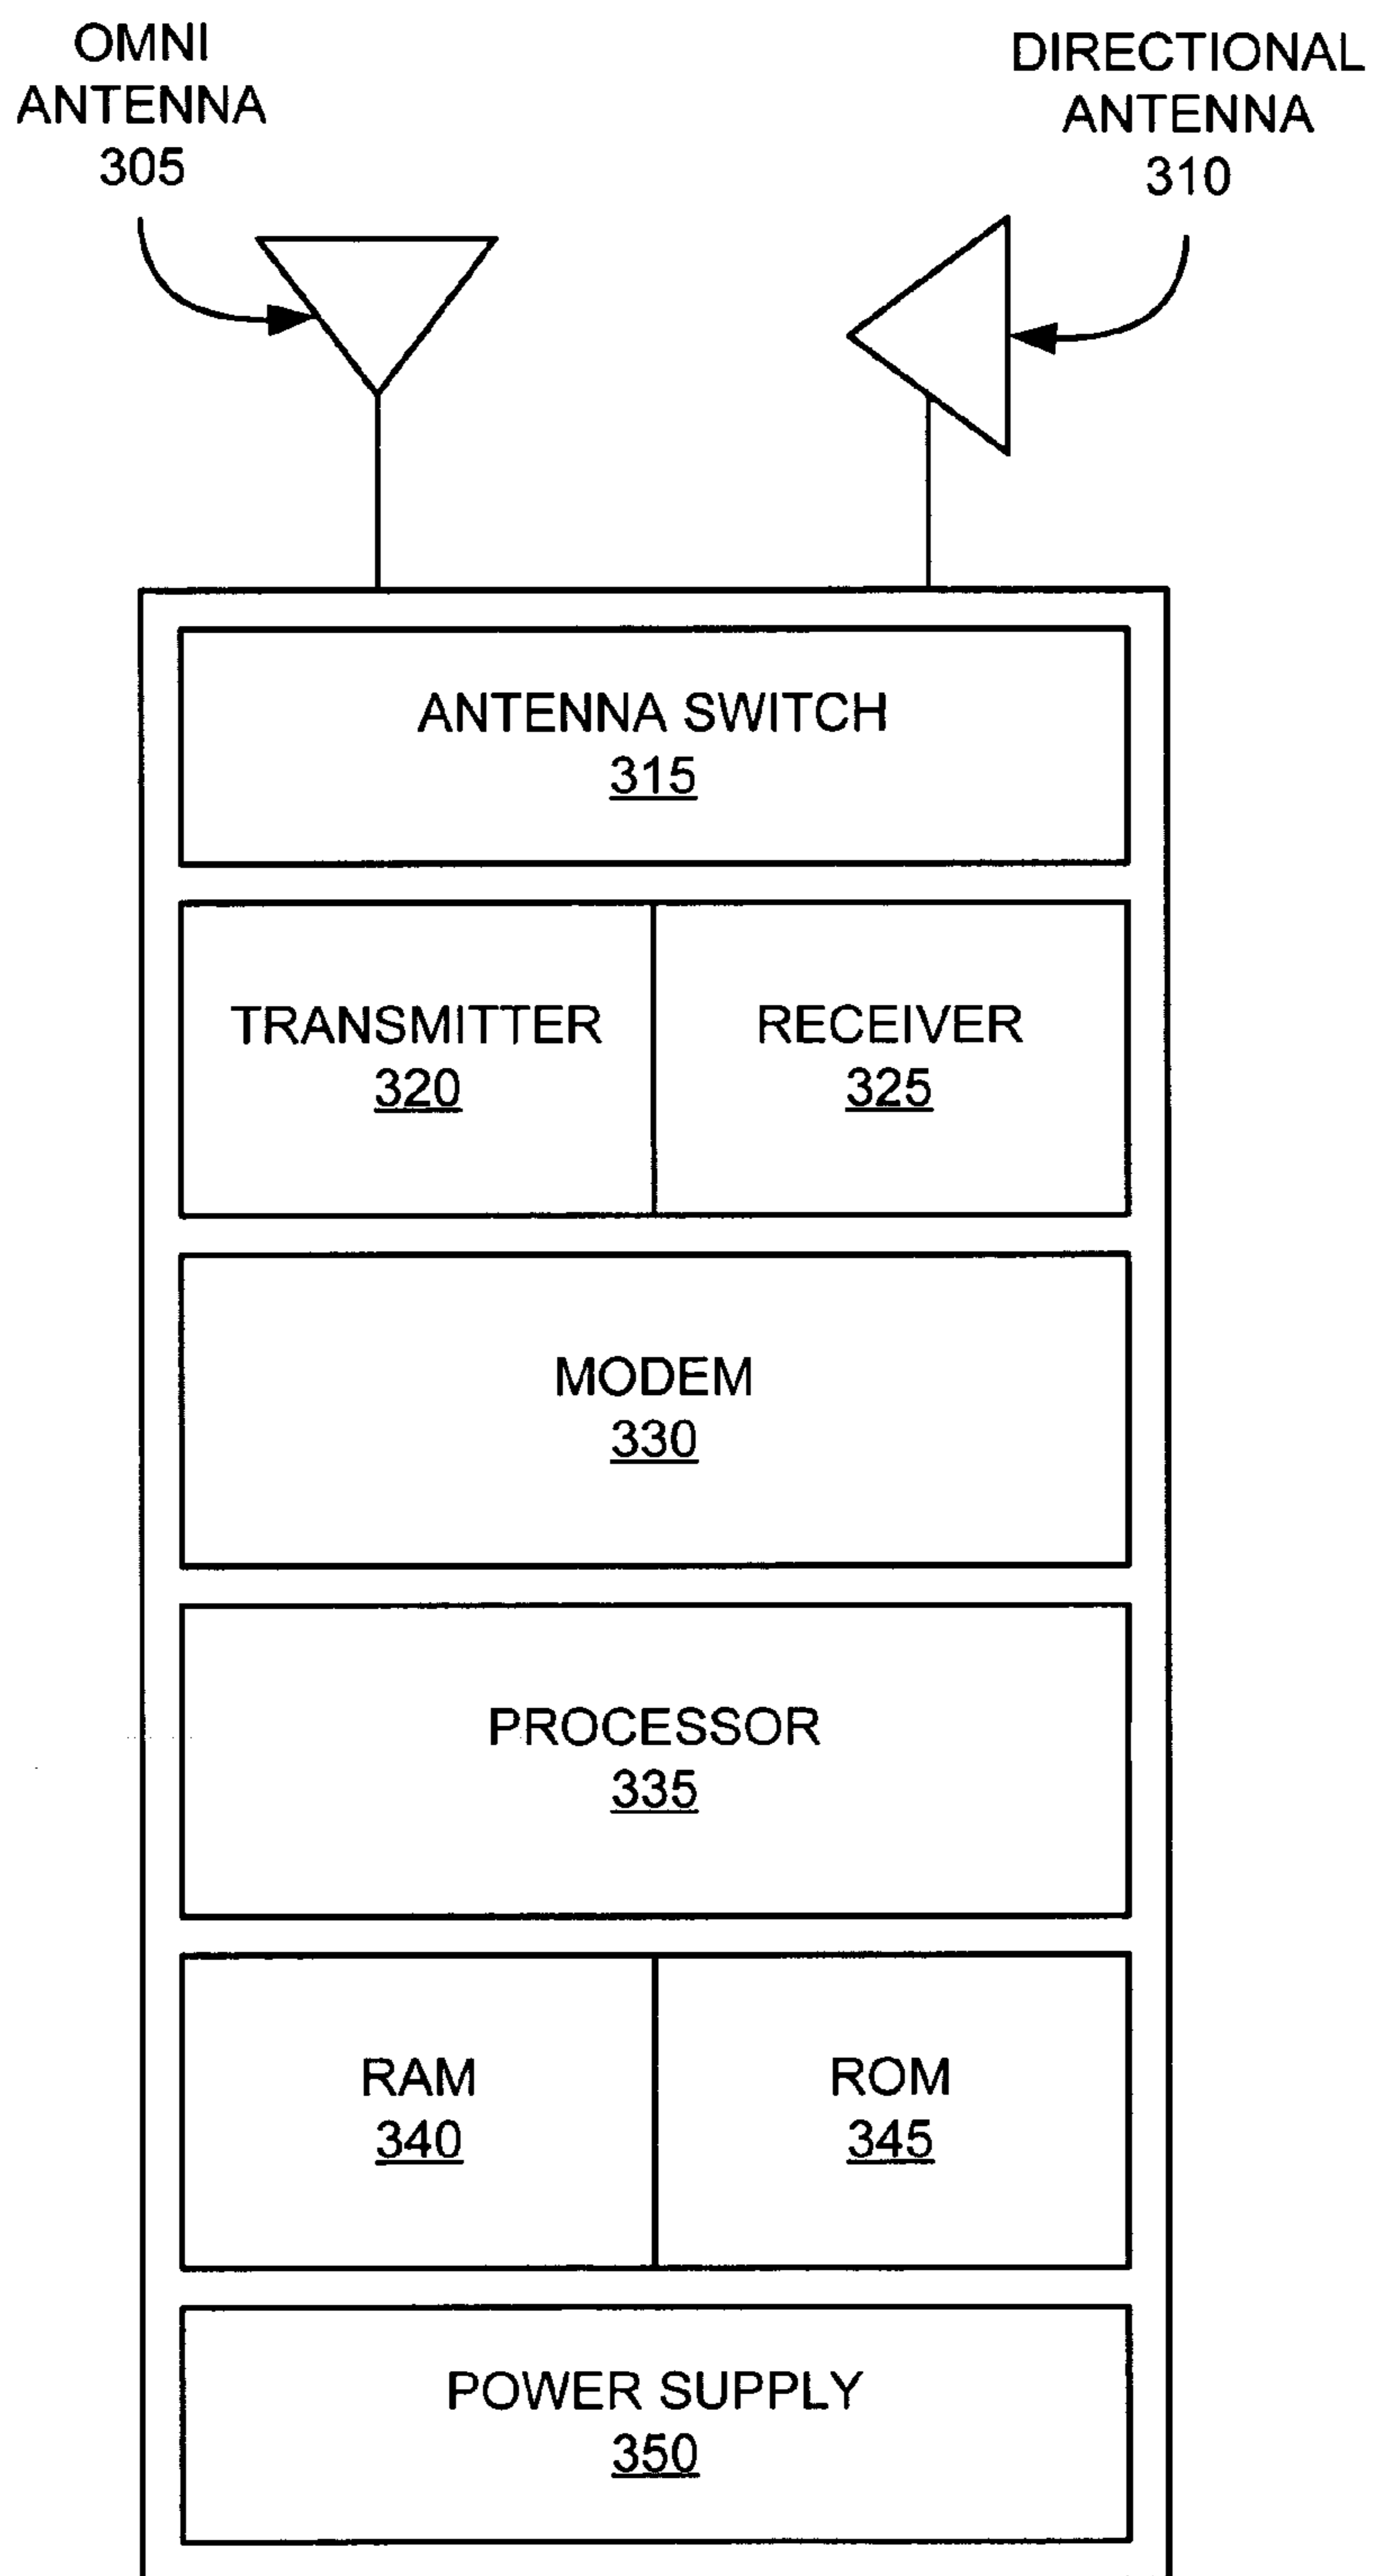 OMNI
ANTENNA
305
DIRECTIONAL
ANTENNA
310
ANTENNA SWITCH
315
TRANSMITTER
320
RECEIVER
325
MODEM
330
PROCESSOR
335
RAM
340
ROM
345
POWER SUPPLY
350